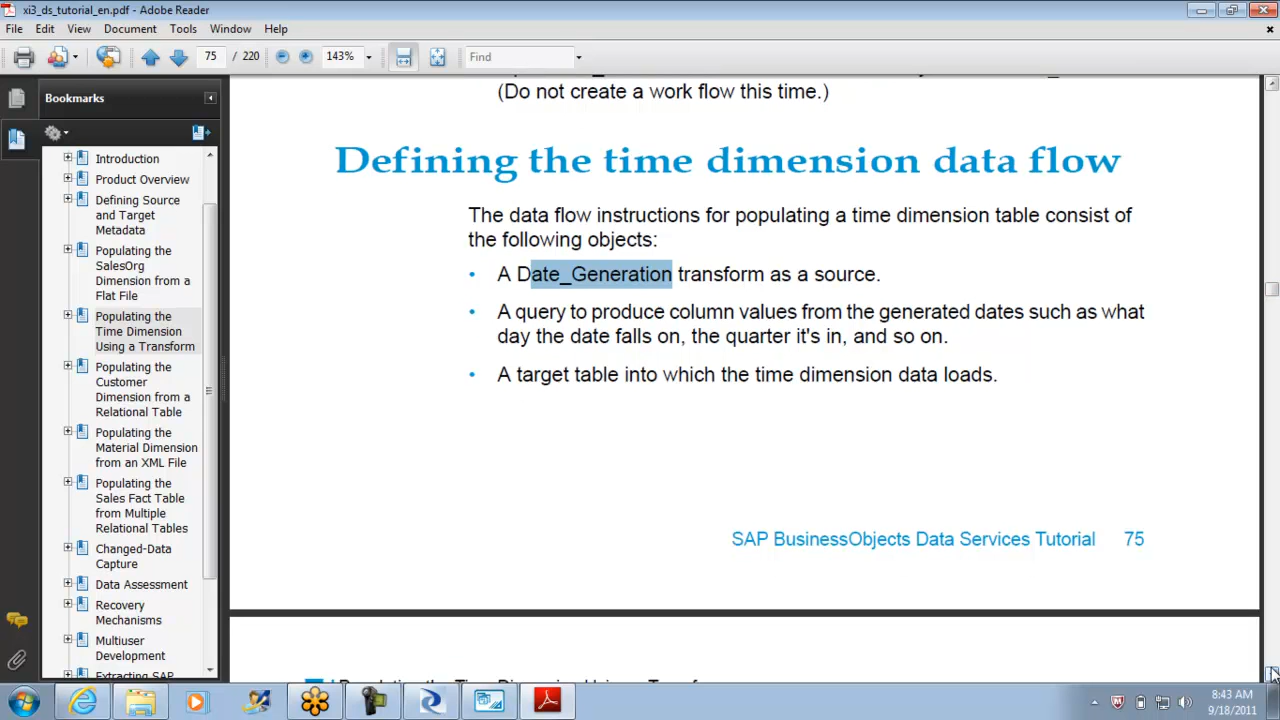 xi3_ds_tutorial_en.pdf - Adobe Reader
File Edit View Document Tools Window Help
75 / 220 143% Find
Bookmarks
Introduction
Product Overview
Defining Source
and Target
Metadata
Populating the
SalesOrg
Dimension from a
Flat File
Populating the
Time Dimension
Using a Transform
Populating the
Customer
Dimension from a
Relational Table
Populating the
Material Dimension
from an XML File
Populating the
Sales Fact Table
from Multiple
Relational Tables
Changed-Data
Capture
Data Assessment
Recovery
Mechanisms
Multiuser
Development
Extracting SAP
(Do not create a work flow this time.)
Defining the time dimension data flow
The data flow instructions for populating a time dimension table consist of
the following objects:
• A Date_Generation transform as a source.
• A query to produce column values from the generated dates such as what
day the date falls on, the quarter it's in, and so on.
• A target table into which the time dimension data loads.
SAP BusinessObjects Data Services Tutorial 75
8:43 AM
9/18/2011